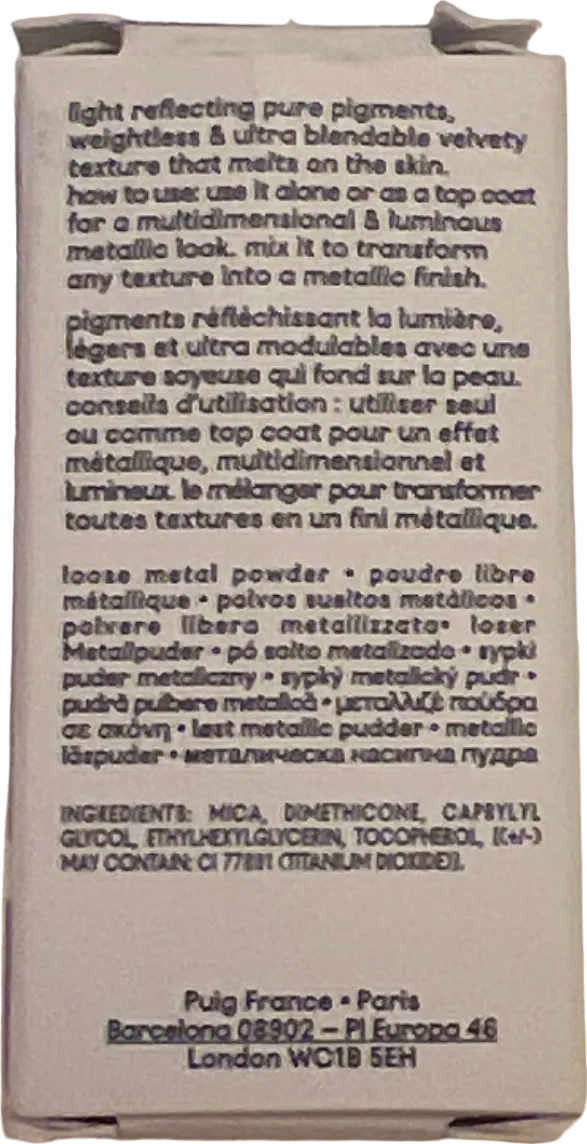 light reflecting pure pigments,
weightless & ultra blendable velvety
texture that melts on the skin.
how to use: use it alone or as a top coat
for a multidimensional & luminous
metallic look. mix it to transform
any texture into a metallic finish.
pigments réfléchissant la lumière,
légers et ultra modulables avec une
texture soyeuse qui fond sur la peau.
conseils d'utilisation : utiliser seul
ou comme top coat pour un effet
métallique, multidimensionnel et
lumineux. le mélanger pour transformer
toutes textures en un fini métallique.
loose metal powder • poudre libre
métallique • polvos sueltos metálicos •
polvere libera metallizzata• loser
Metallpuder • pó solto metalizado • sypki
puder metaliczny • sypký metalický pudr •
pudră pulbere metalică • μεταλλιζέ πούδρα
σε σκόνη • løst metallic pudder • metallic
löspuder • металическа насипна пудра
INGREDIENTS: MICA, DIMETHICONE, CAPRYLYL
GLYCOL, ETHYLHEXYLGLYCERIN, TOCOPHEROL, [(+/-)
MAY CONTAIN: CI 77891 (TITANIUM DIOXIDE)].
Puig France • Paris
Barcelona 08902 – Pl Europa 46
London WC1B 5EH